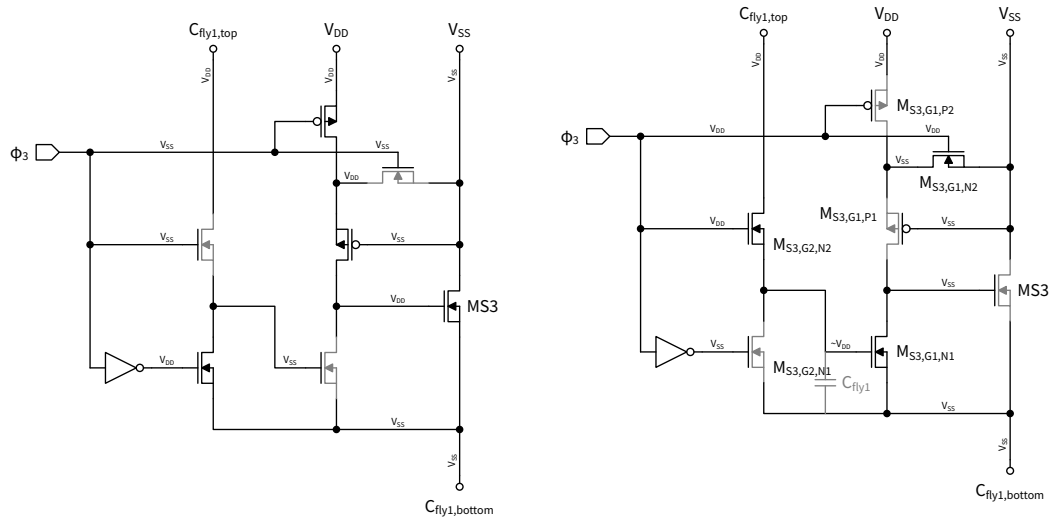 C_fly1,top
V_DD
V_SS
V_DD
V_SS
Φ₃
V_SS
V_SS
V_DD
V_SS
V_SS
V_DD
MS3
V_DD
V_SS
V_SS
V_SS
C_fly1,bottom
C_fly1,top
V_DD
V_SS
V_DD
V_DD
V_SS
M_S3,G1,P2
Φ₃
V_DD
V_DD
V_SS
M_S3,G1,N2
M_S3,G1,P1
V_DD
V_SS
M_S3,G2,N2
V_SS
MS3
V_SS
~V_DD
M_S3,G1,N1
M_S3,G2,N1
C_fly1
V_SS
V_SS
C_fly1,bottom